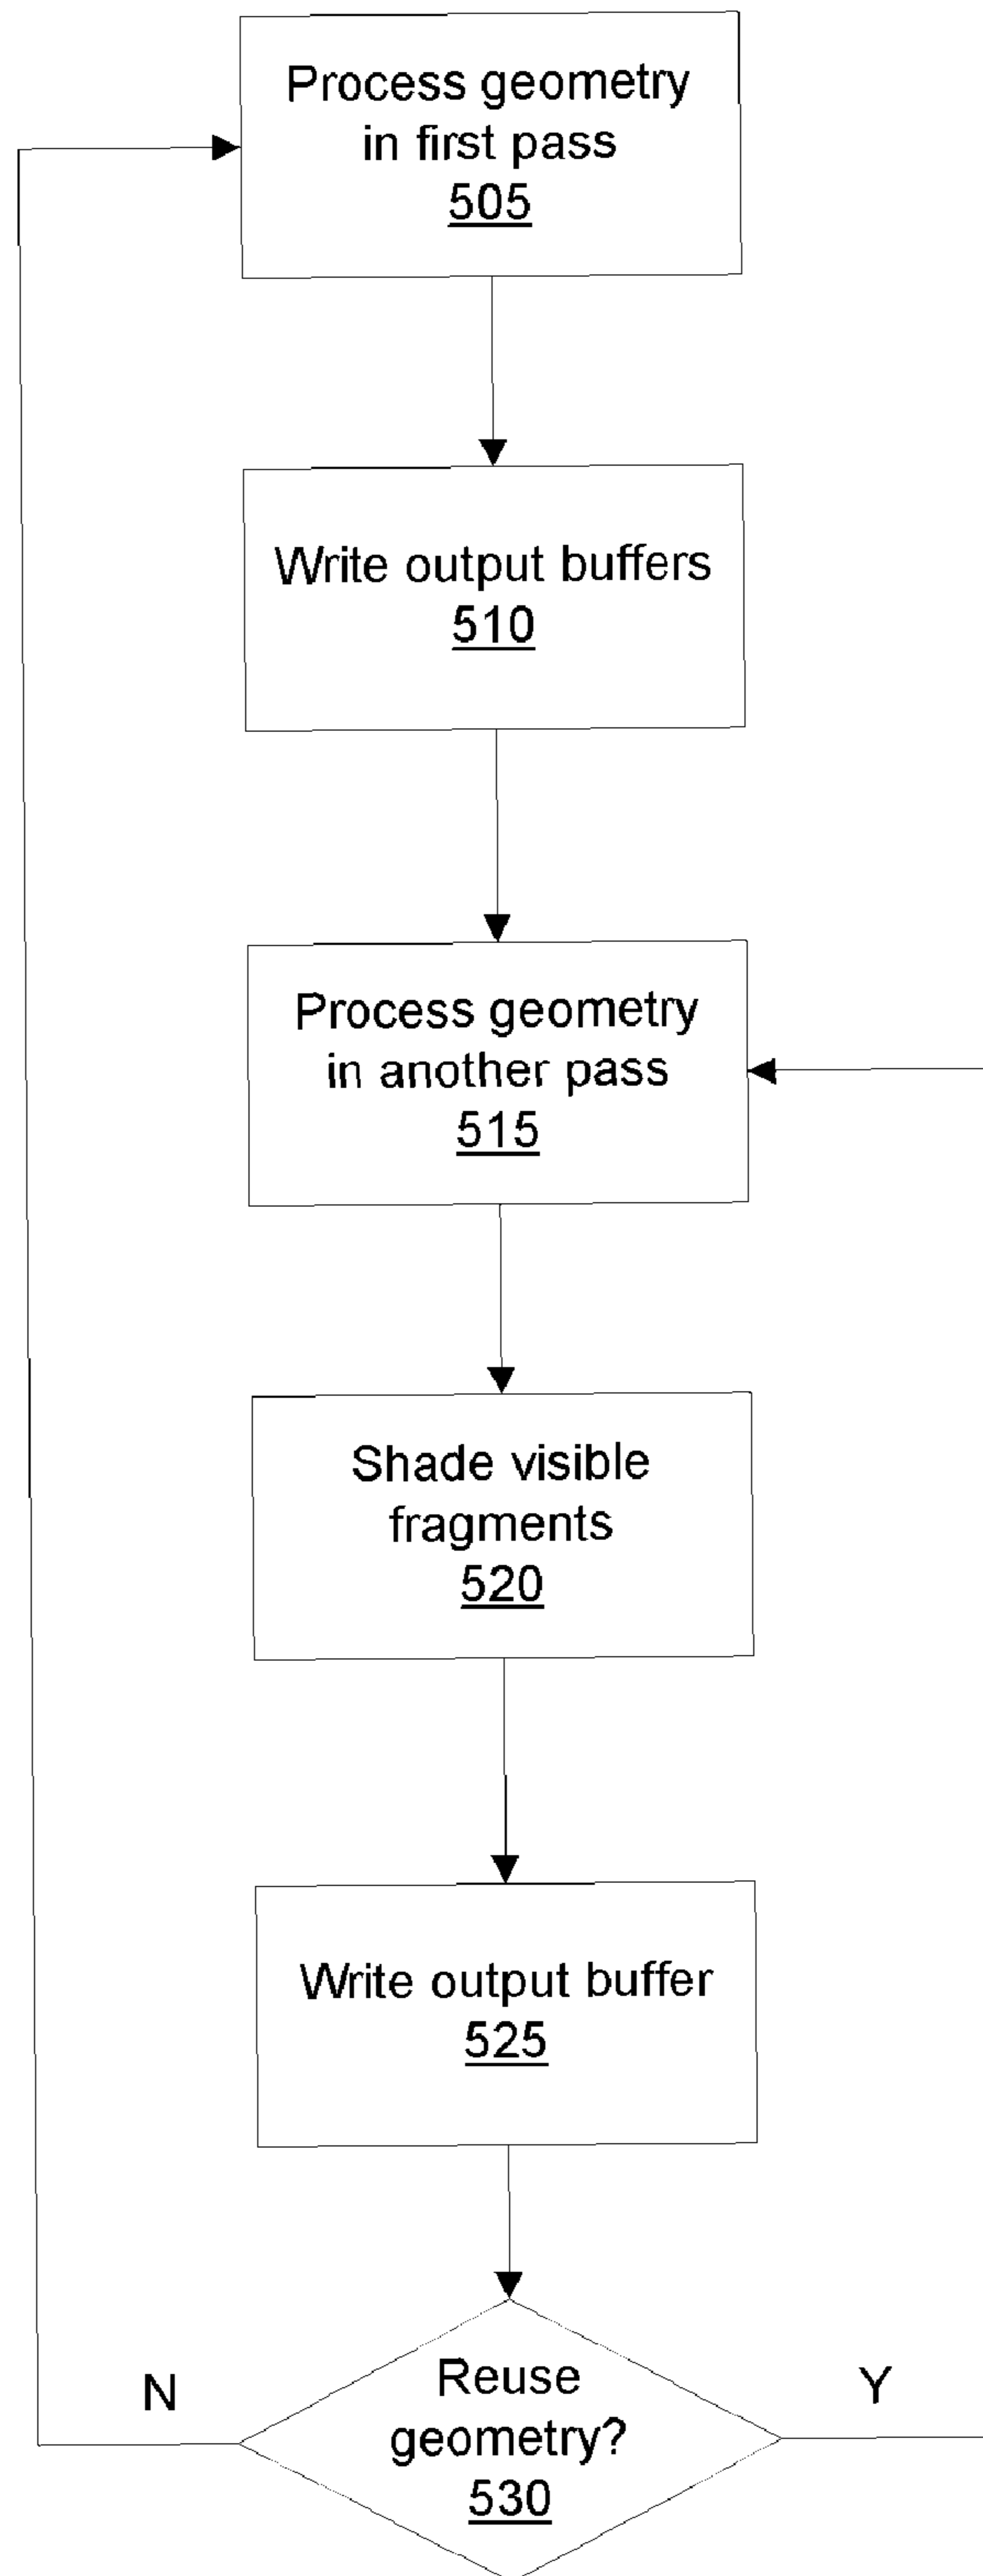 Process geometry
in first pass
505
Write output buffers
510
Process geometry
in another pass
515
Shade visible
fragments
520
Write output buffer
525
N
Reuse
geometry?
530
Y